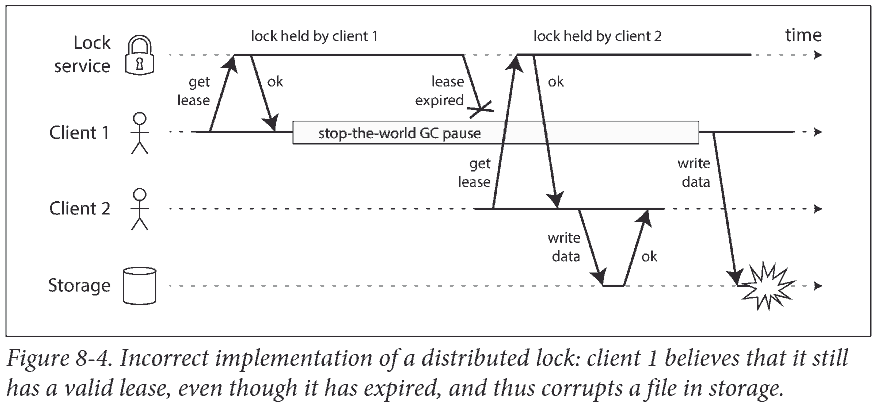 lock held by client 1
lock held by client 2
time
Lock
service
get
lease
ok
lease
expired
ok
Client 1
stop-the-world GC pause
get
lease
write
data
Client 2
write
data
ok
Storage
Figure 8-4. Incorrect implementation of a distributed lock: client 1 believes that it still
has a valid lease, even though it has expired, and thus corrupts a file in storage.